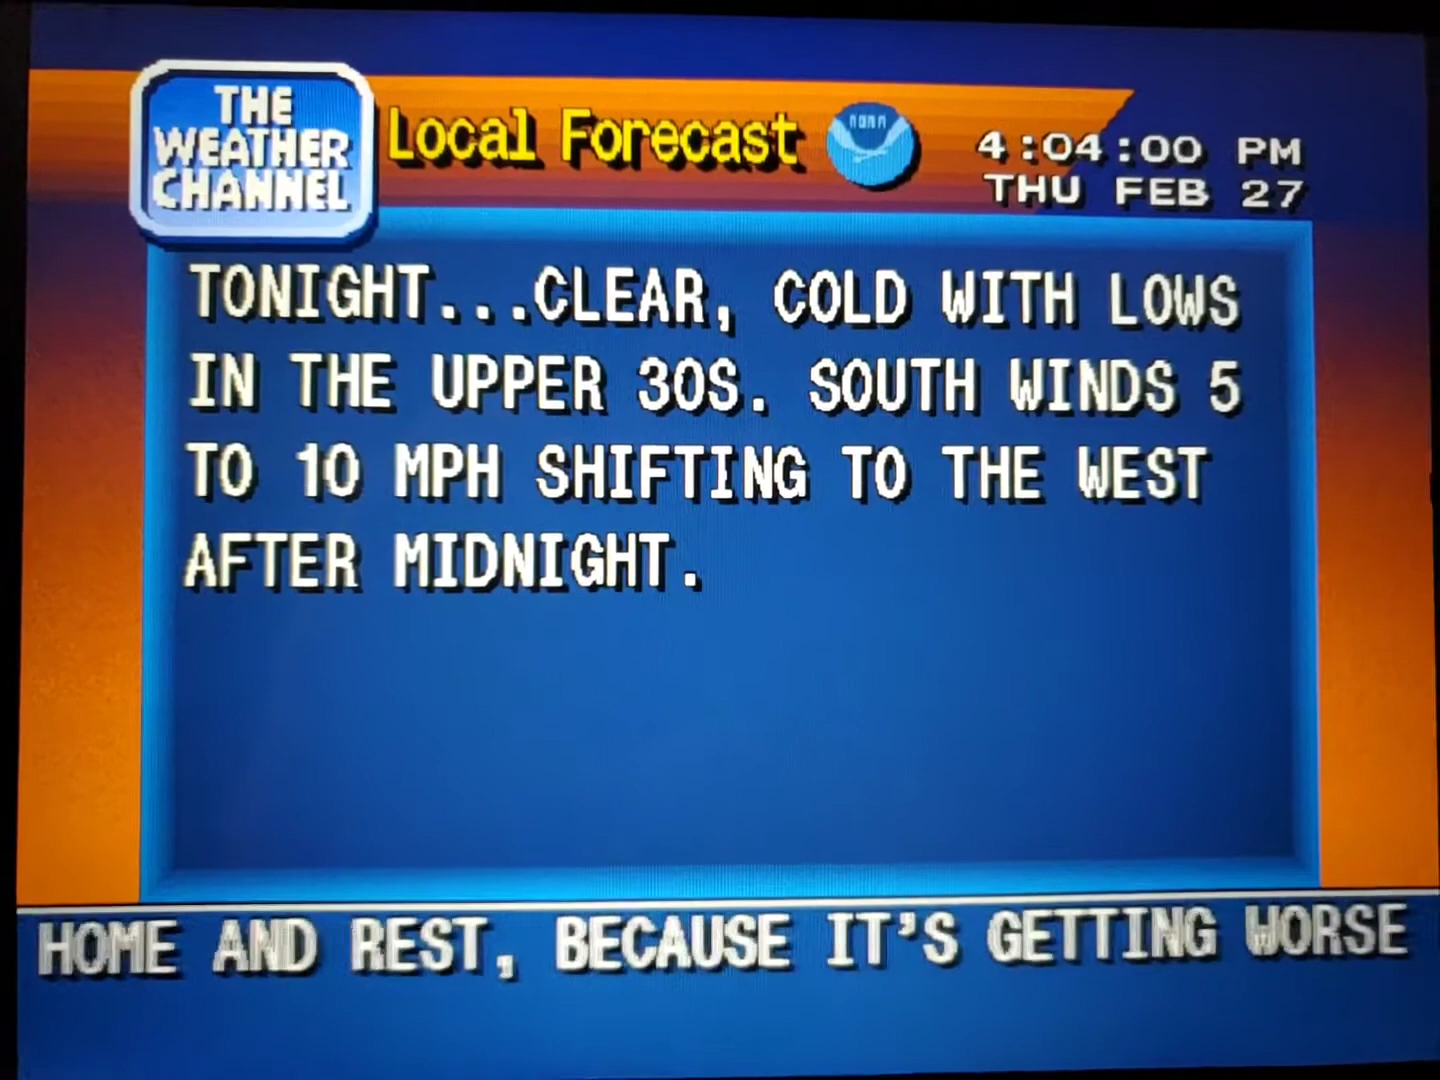 THE
WEATHER
CHANNEL
Local Forecast
noaa
4:04:00 PM
THU FEB 27
TONIGHT...CLEAR, COLD WITH LOWS
IN THE UPPER 30S. SOUTH WINDS 5
TO 10 MPH SHIFTING TO THE WEST
AFTER MIDNIGHT.
HOME AND REST, BECAUSE IT'S GETTING WORSE